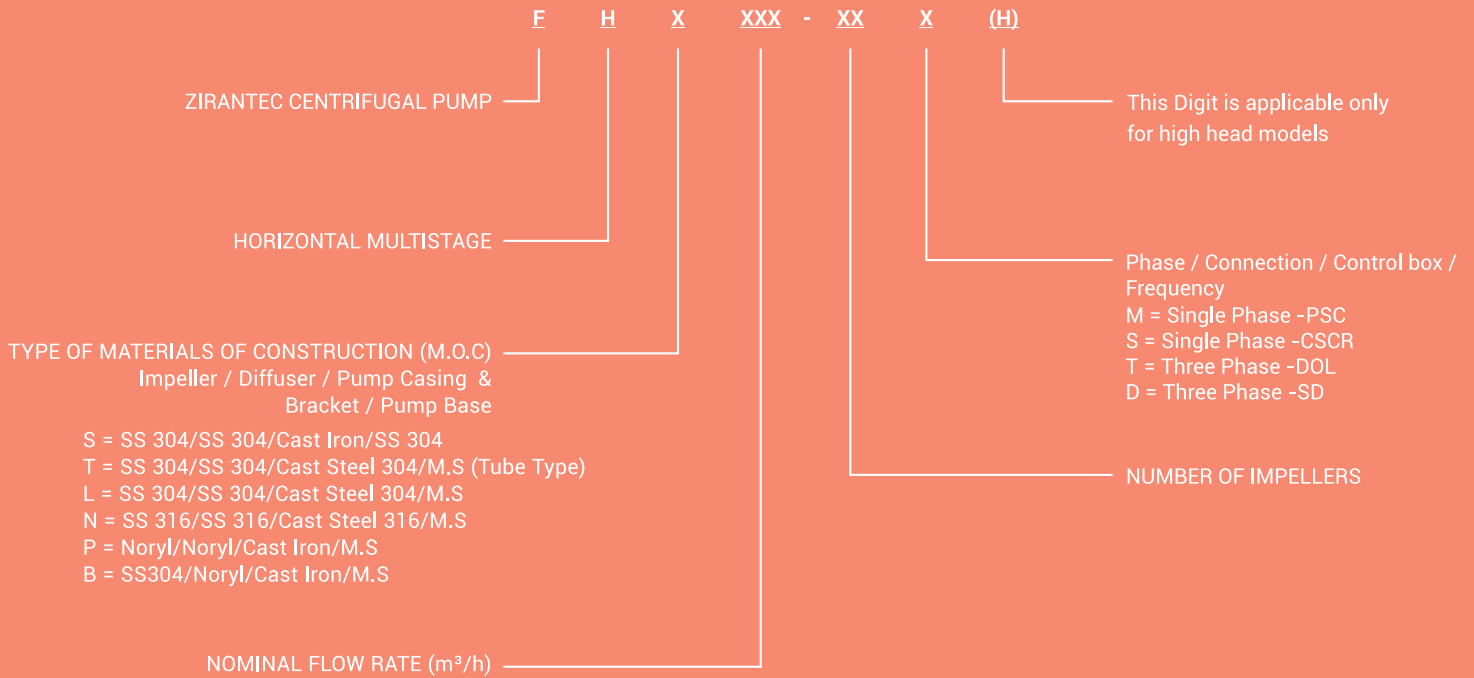 F H X XXX - XX X (H)
ZIRANTEC CENTRIFUGAL PUMP
HORIZONTAL MULTISTAGE
TYPE OF MATERIALS OF CONSTRUCTION (M.O.C)
Impeller / Diffuser / Pump Casing &
Bracket / Pump Base
S = SS 304/SS 304/Cast Iron/SS 304
T = SS 304/SS 304/Cast Steel 304/M.S (Tube Type)
L = SS 304/SS 304/Cast Steel 304/M.S
N = SS 316/SS 316/Cast Steel 316/M.S
P = Noryl/Noryl/Cast Iron/M.S
B = SS304/Noryl/Cast Iron/M.S
NOMINAL FLOW RATE (m³/h)
This Digit is applicable only
for high head models
Phase / Connection / Control box /
Frequency
M = Single Phase -PSC
S = Single Phase -CSCR
T = Three Phase -DOL
D = Three Phase -SD
NUMBER OF IMPELLERS